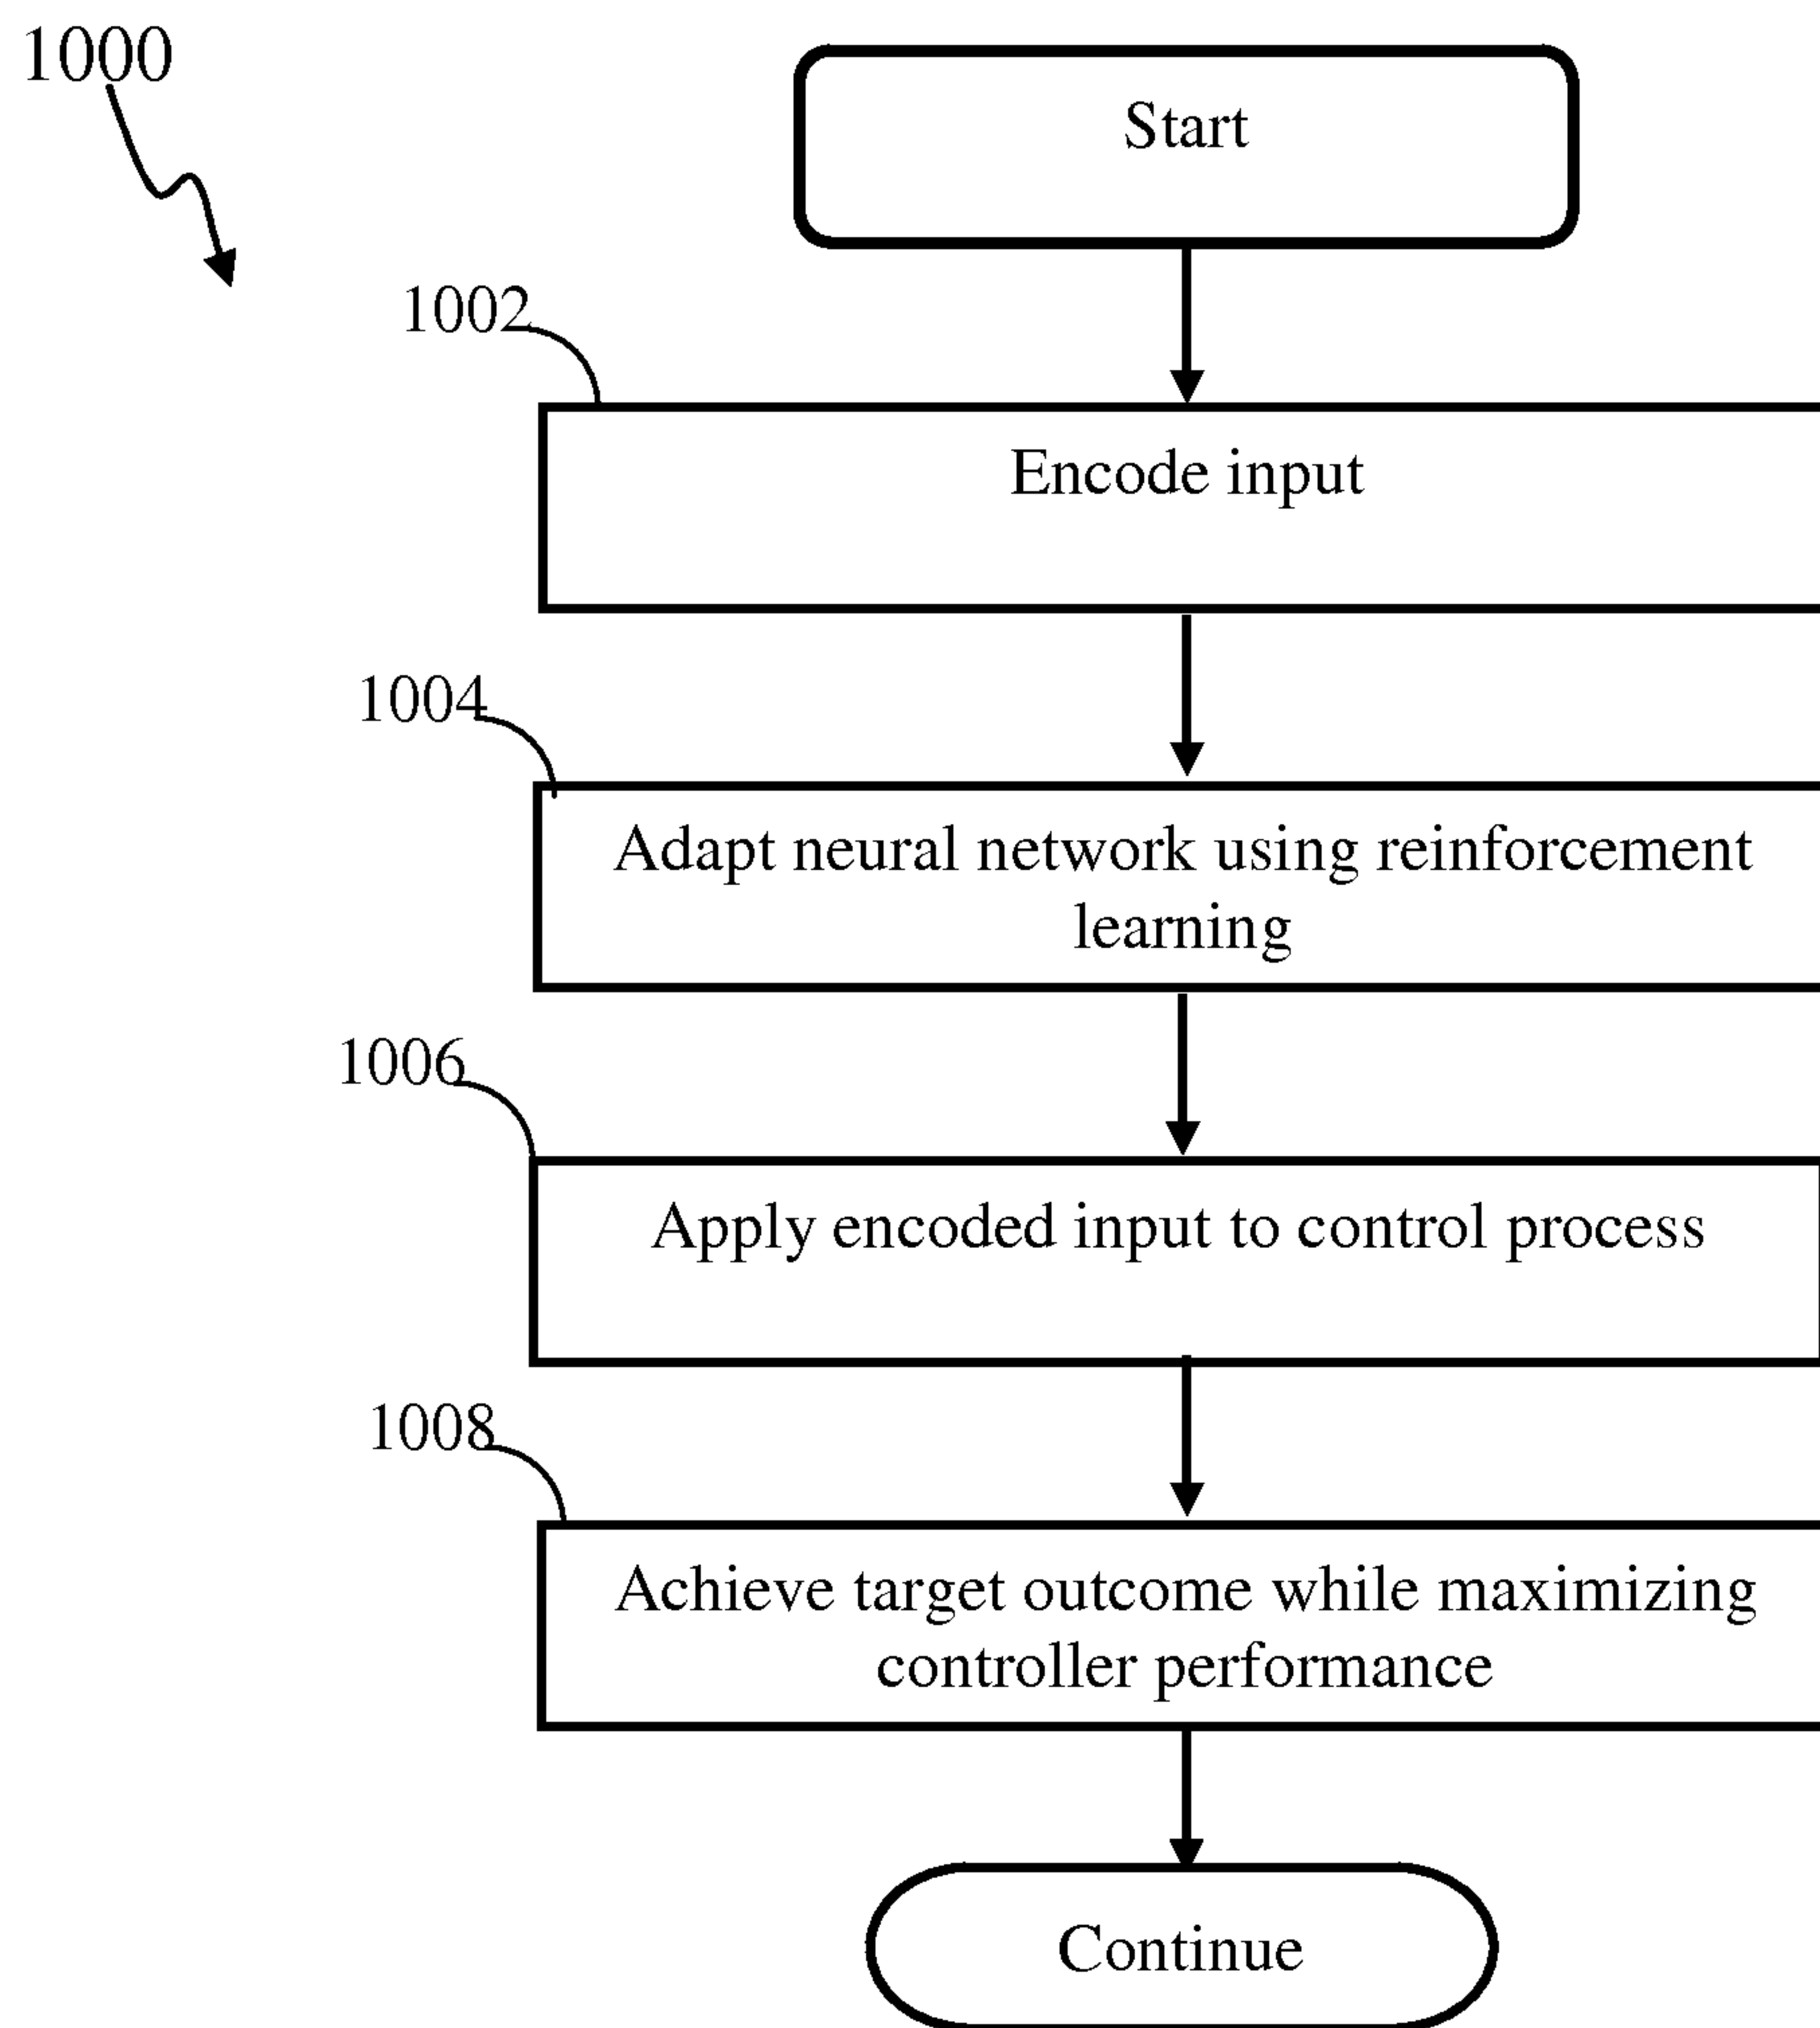 1000
Start
1002
Encode input
1004
Adapt neural network using reinforcement
learning
1006
Apply encoded input to control process
1008
Achieve target outcome while maximizing
controller performance
Continue